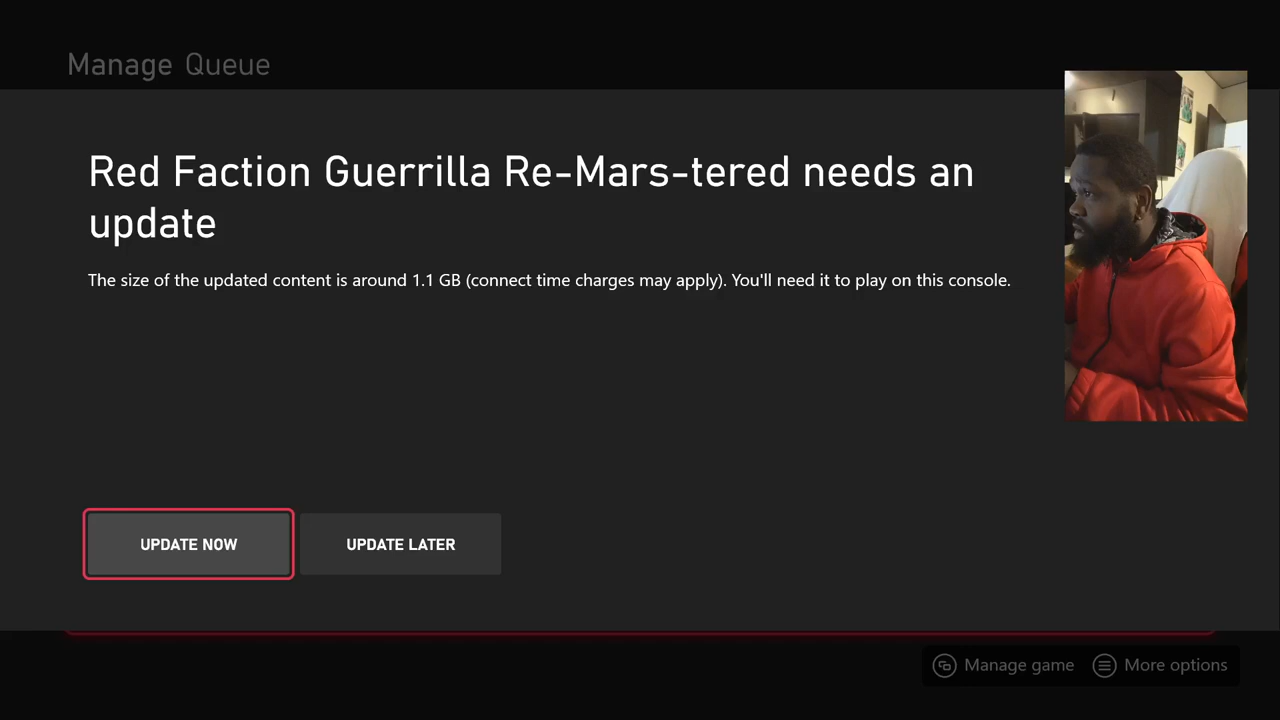 Manage Queue
Red Faction Guerrilla Re-Mars-tered needs an
update
The size of the updated content is around 1.1 GB (connect time charges may apply). You'll need it to play on this console.
UPDATE NOW
UPDATE LATER
Manage game
More options